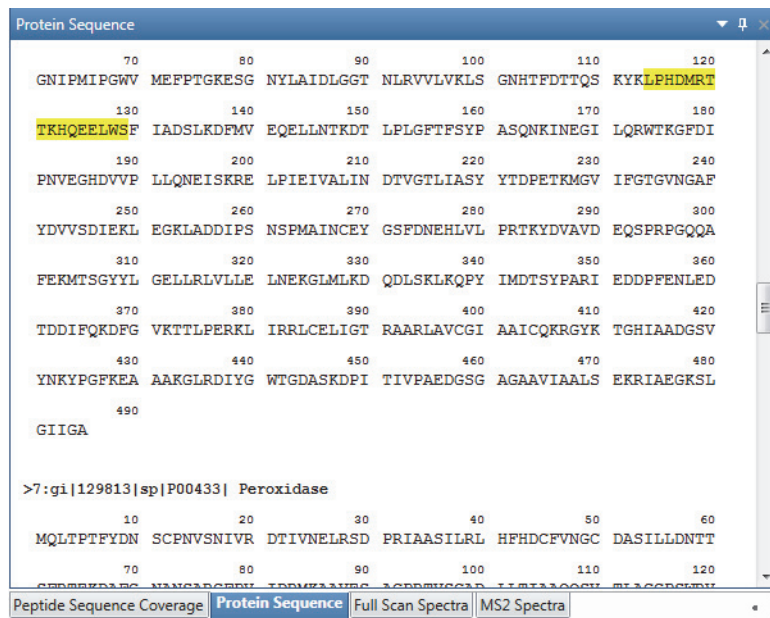 Protein Sequence
70 80 90 100 110 120
GNIPMIPGWV MEFPTGKESG NYLAIDLGGT NLRVVLVKLS GNHTFDTTQS KYKLPHDMRT
130 140 150 160 170 180
TKHQEELWSF IADSLKDFMV EQELLNTKDT LPLGFTFSYP ASQNKINEGI LQRWTKGFDI
190 200 210 220 230 240
PNVEGHDVVP LLQNEISKRE LPIEIVALIN DTVGTLIASY YTDPETKMGV IFGTGVNGAF
250 260 270 280 290 300
YDVVSDIEKL EGKLADDIPS NSPMAINCEY GSFDNEHLVL PRTKYDVAVD EQSPRPGQQA
310 320 330 340 350 360
FEKMTSGYYL GELLRLVLLE LNEKGLMLKD QDLSKLKQPY IMDTSYPARI EDDPFENLED
370 380 390 400 410 420
TDDIFQKDFG VKTTLPERKL IRRLCELIGT RAARLAVCGI AAICQKRGYK TGHIAADGSV
430 440 450 460 470 480
YNKYPGFKEA AAKGLRDIYG WTGDASKDPI TIVPAEDGSG AGAAVIAALS EKRIAEGKSL
490
GIIGA
>7:gi|129813|sp|P00433| Peroxidase
10 20 30 40 50 60
MQLTPTFYDN SCPNVSNIVR DTIVNELRSD PRIAASILRL HFHDCFVNGC DASILLDNTT
70 80 90 100 110 120
Peptide Sequence Coverage Protein Sequence Full Scan Spectra MS2 Spectra